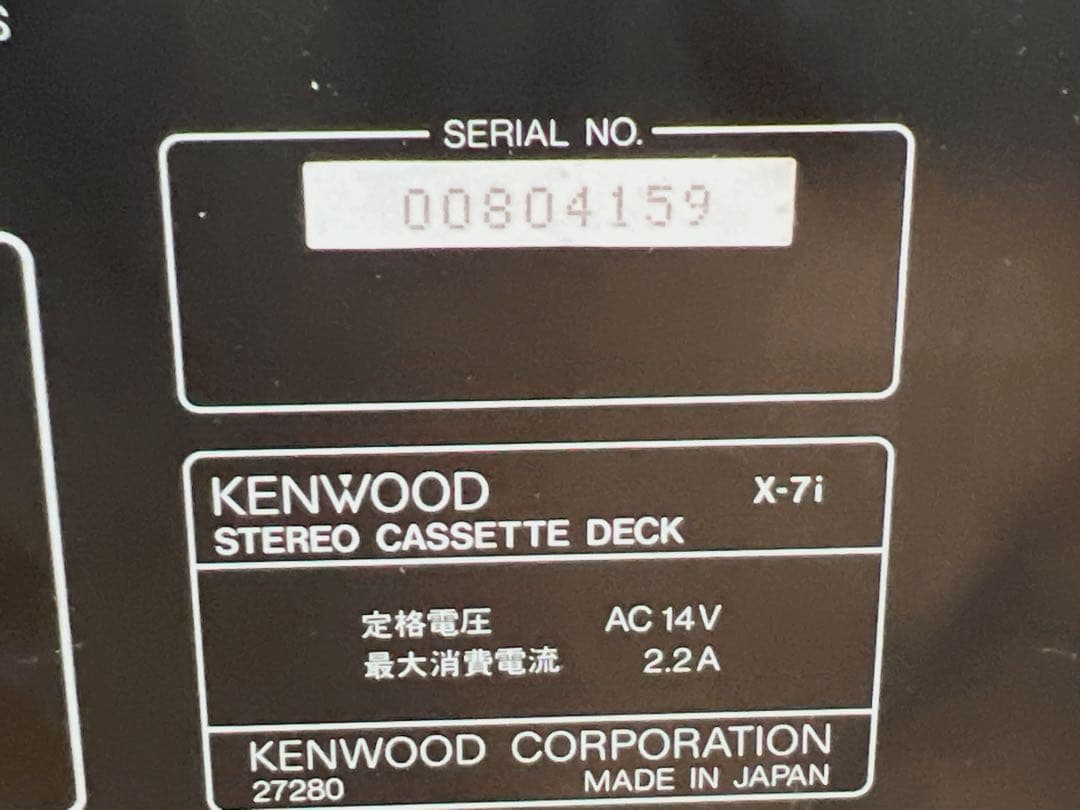 S
SERIAL NO.
00804159
KENWOOD X-7i
STEREO CASSETTE DECK
定格電圧 AC 14V
最大消費電流 2.2A
KENWOOD CORPORATION
27280 MADE IN JAPAN